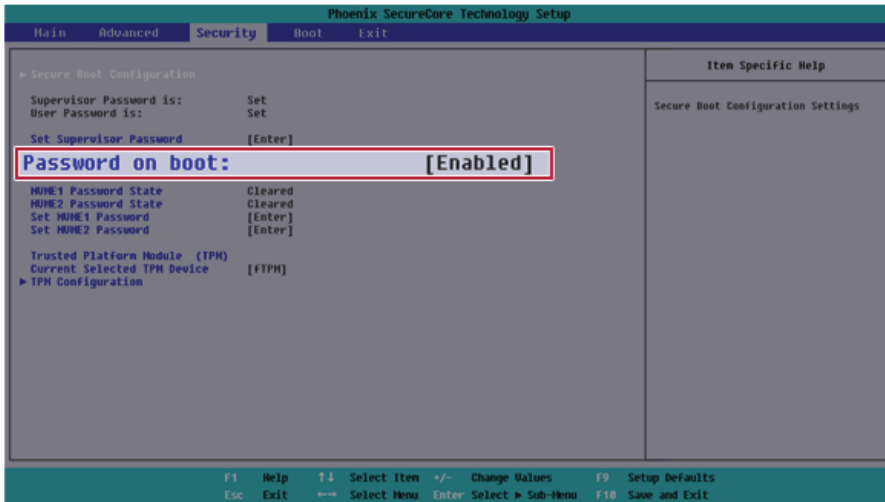 Phoenix SecureCore Technology Setup
Main Advanced Security Boot Exit
▶ Secure Boot Configuration
Item Specific Help
Supervisor Password is: Set
User Password is: Set
Secure Boot Configuration Settings
Set Supervisor Password [Enter]
Password on boot: [Enabled]
NVME1 Password State Cleared
NVME2 Password State Cleared
Set NVME1 Password [Enter]
Set NVME2 Password [Enter]
Trusted Platform Module (TPM)
Current Selected TPM Device [fTPM]
▶ TPM Configuration
F1 Help ↑↓ Select Item +/- Change Values F9 Setup Defaults
Esc Exit ←→ Select Menu Enter Select ▶ Sub-Menu F10 Save and Exit